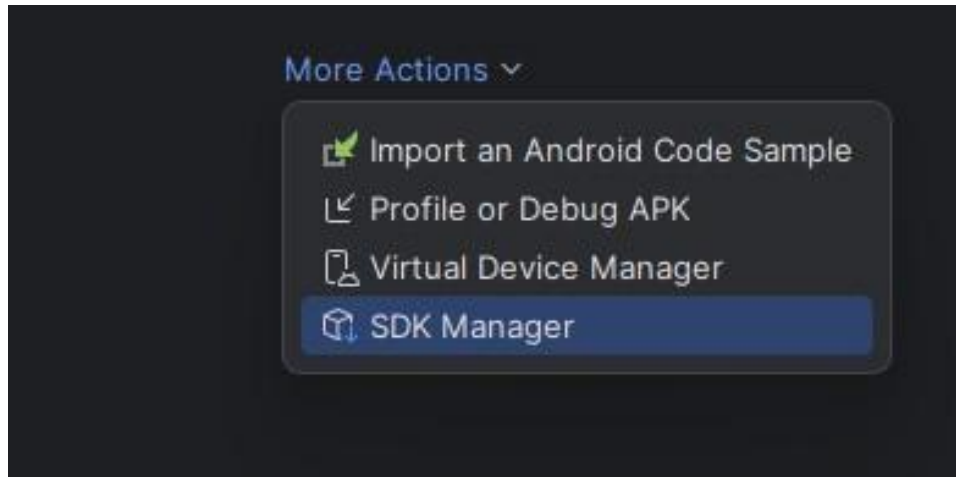 More Actions
Import an Android Code Sample
Profile or Debug APK
Virtual Device Manager
SDK Manager